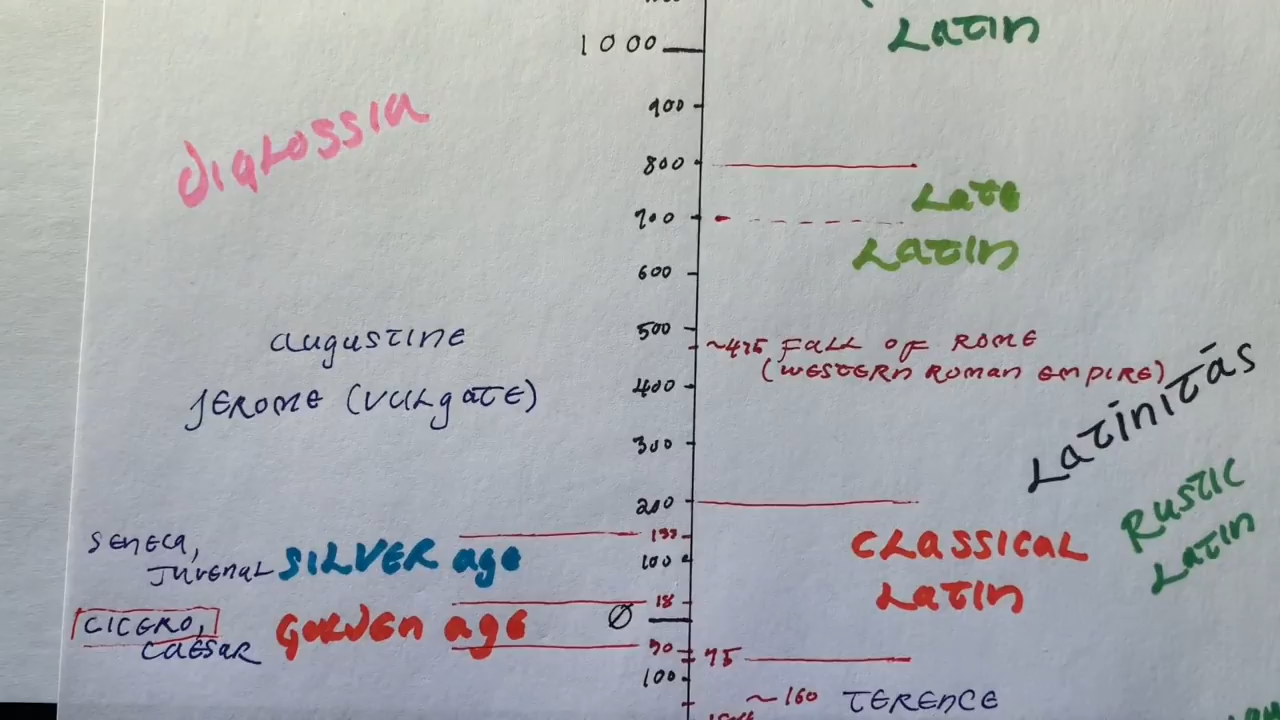 LATIN
1000
900
diglossia
800
LATE
700
LATIN
600
500
augustine
~475 FALL OF ROME
(WESTERN ROMAN EMPIRE)
400
JEROME (VULgATE)
Latinitās
300
200
RUSTIC
LATIN
SENECA,
JUVENAL
SILVER age
133
100
CLASSICAL
LATIN
18
Ø
CICERO,
CAESAR
GOLDEN age
70
75
100
~160 TERENCE